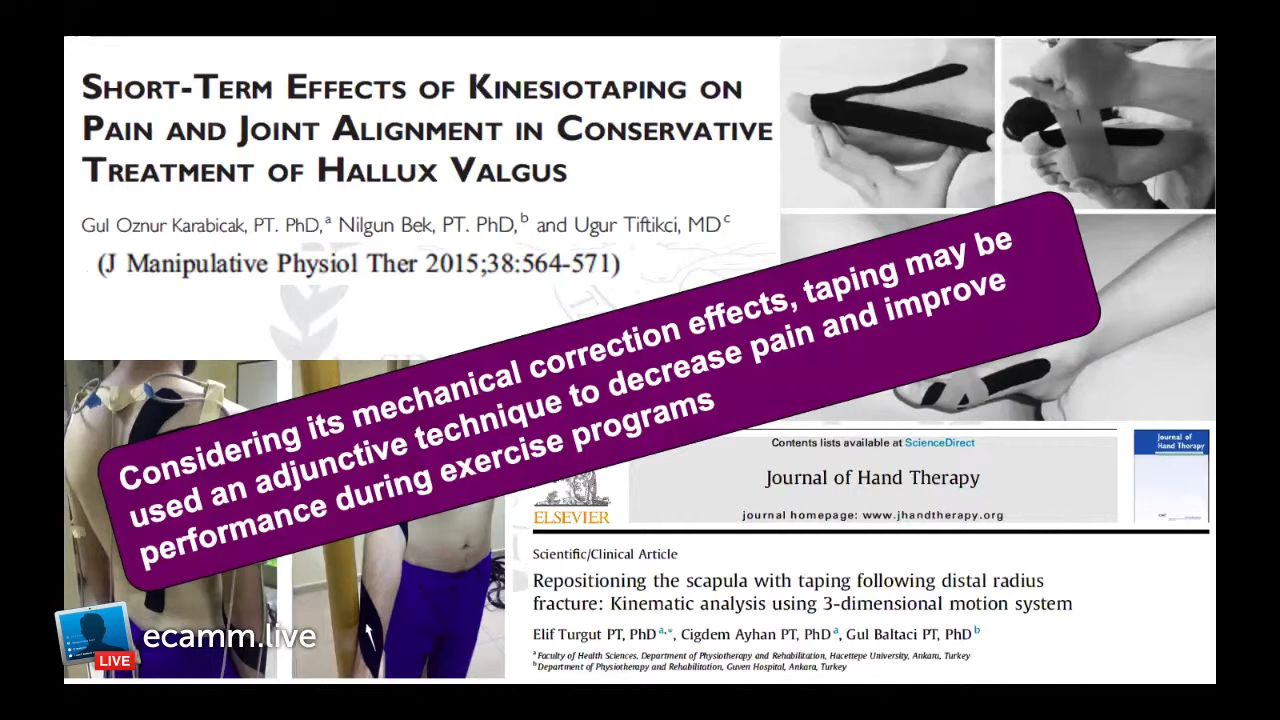 SHORT-TERM EFFECTS OF KINESIOTAPING ON
PAIN AND JOINT ALIGNMENT IN CONSERVATIVE
TREATMENT OF HALLUX VALGUS
Gul Oznur Karabicak, PT. PhD,a Nilgun Bek, PT. PhD,b and Ugur Tiftikci, MDc
(J Manipulative Physiol Ther 2015;38:564-571)
Considering its mechanical correction effects, taping may be
used an adjunctive technique to decrease pain and improve
performance during exercise programs
Contents lists available at ScienceDirect
Journal of Hand Therapy
journal homepage: www.jhandtherapy.org
ELSEVIER
Journal of
Hand Therapy
Scientific/Clinical Article
Repositioning the scapula with taping following distal radius
fracture: Kinematic analysis using 3-dimensional motion system
Elif Turgut PT, PhD a,*, Cigdem Ayhan PT, PhD a, Gul Baltaci PT, PhD b
a Faculty of Health Sciences, Department of Physiotherapy and Rehabilitation, Hacettepe University, Ankara, Turkey
b Department of Physiotherapy and Rehabilitation, Guven Hospital, Ankara, Turkey
ecamm.live
LIVE